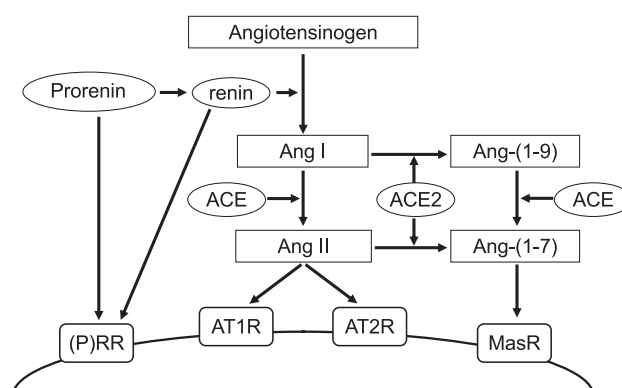 Angiotensinogen
Prorenin
renin
Ang I
Ang-(1-9)
ACE
ACE2
ACE
Ang II
Ang-(1-7)
(P)RR
AT1R
AT2R
MasR